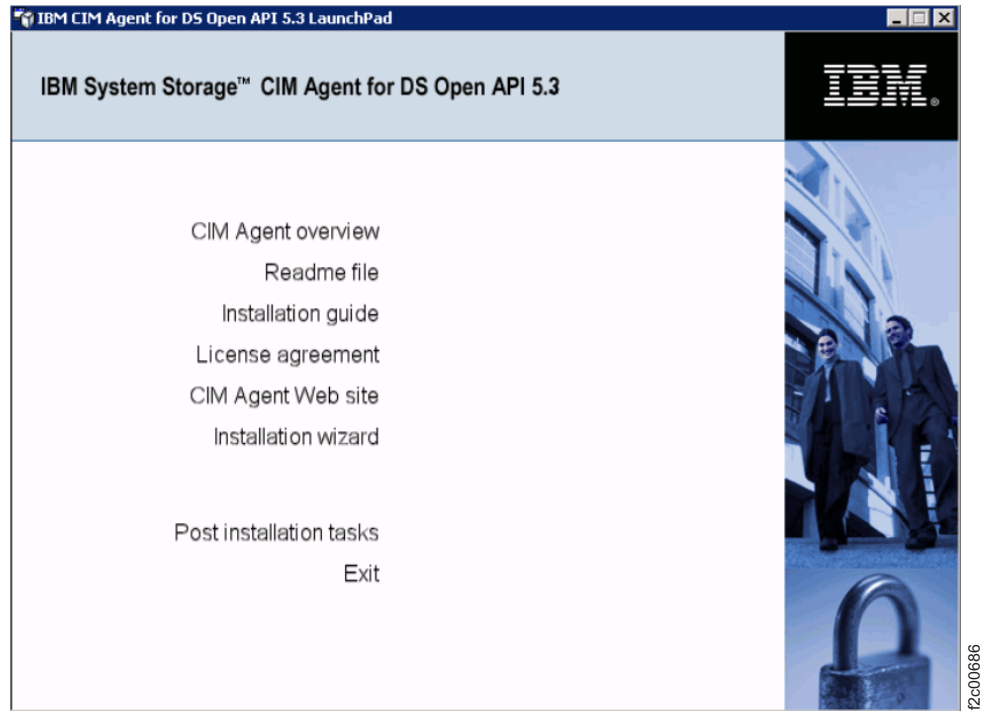 IBM CIM Agent for DS Open API 5.3 LaunchPad
IBM System Storage™ CIM Agent for DS Open API 5.3
IBM®
CIM Agent overview
Readme file
Installation guide
License agreement
CIM Agent Web site
Installation wizard
Post installation tasks
Exit
f2c00686